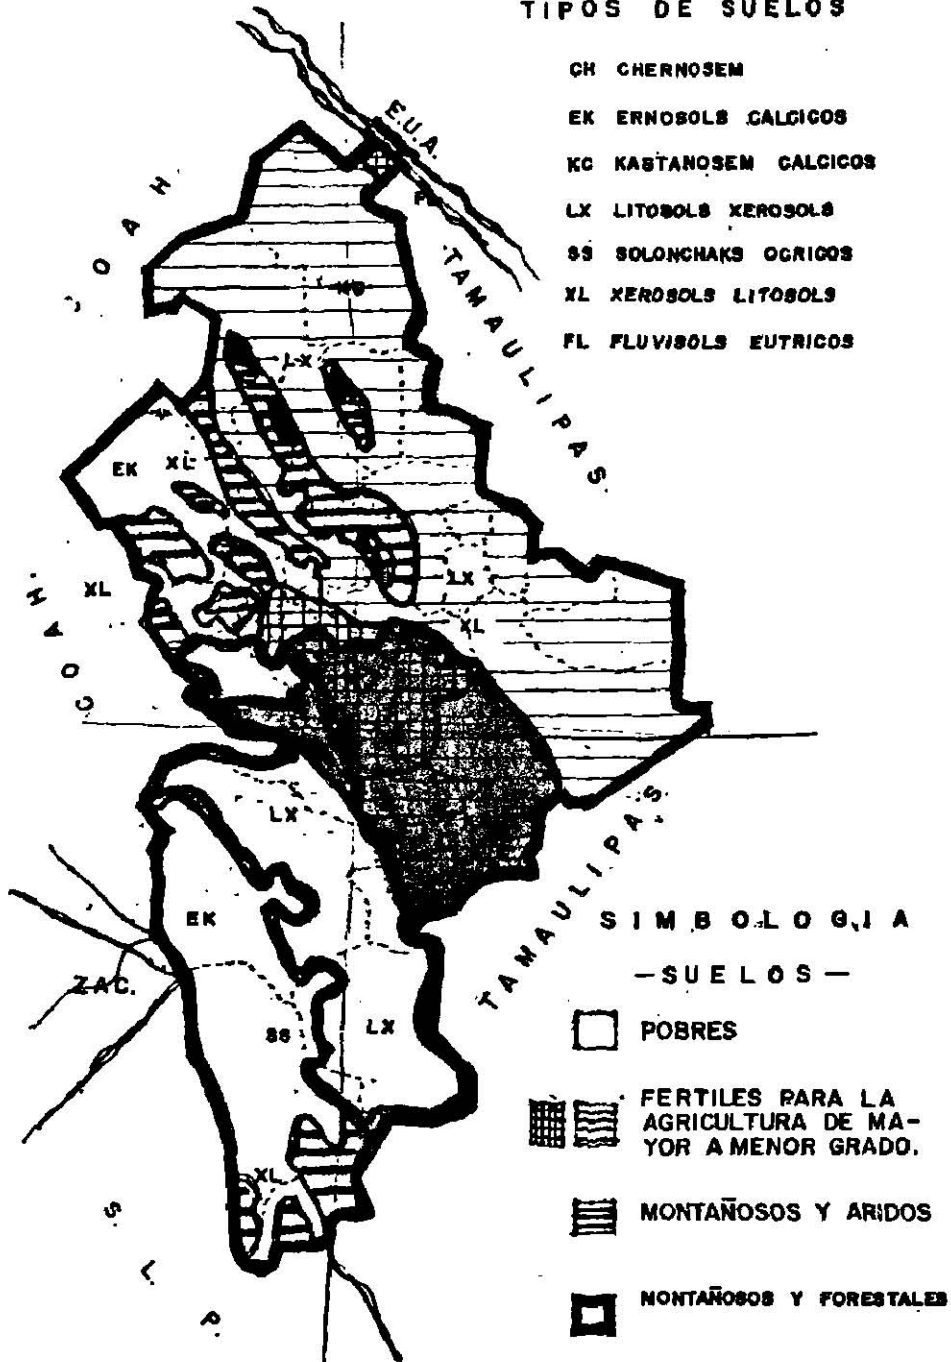 TIPOS DE SUELOS
CH CHERNOSEM
EK ERNOSOLS CALCICOS
KC KASTANOSEM CALCICOS
LX LITOSOLS XEROSOLS
SS SOLONCHAKS OCRICOS
XL XEROSOLS LITOSOLS
FL FLUVISOLS EUTRICOS
E.U.A.
COAH.
TAMAULIPAS
LX
EK XL
XL
LX
XL
COAH.
LX
EK
ZAC.
SS
LX
XL
TAMAULIPAS
S. L. P.
SIMBOLOGIA
—SUELOS—
POBRES
FERTILES PARA LA
AGRICULTURA DE MA-
YOR A MENOR GRADO.
MONTAÑOSOS Y ARIDOS
MONTAÑOSOS Y FORESTALES